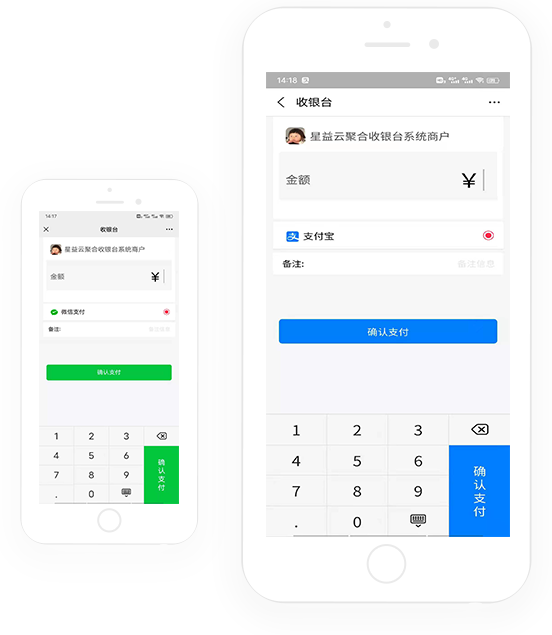 14:17
收银台
星益云聚合收银台系统商户
金额
¥
微信支付
备注:
确认支付
1 2 3
4 5 6
7 8 9
. 0
确认支付
14:18
收银台
星益云聚合收银台系统商户
金额
¥
支付宝
备注: 备注信息
确认支付
1 2 3
4 5 6
7 8 9
. 0
确认支付